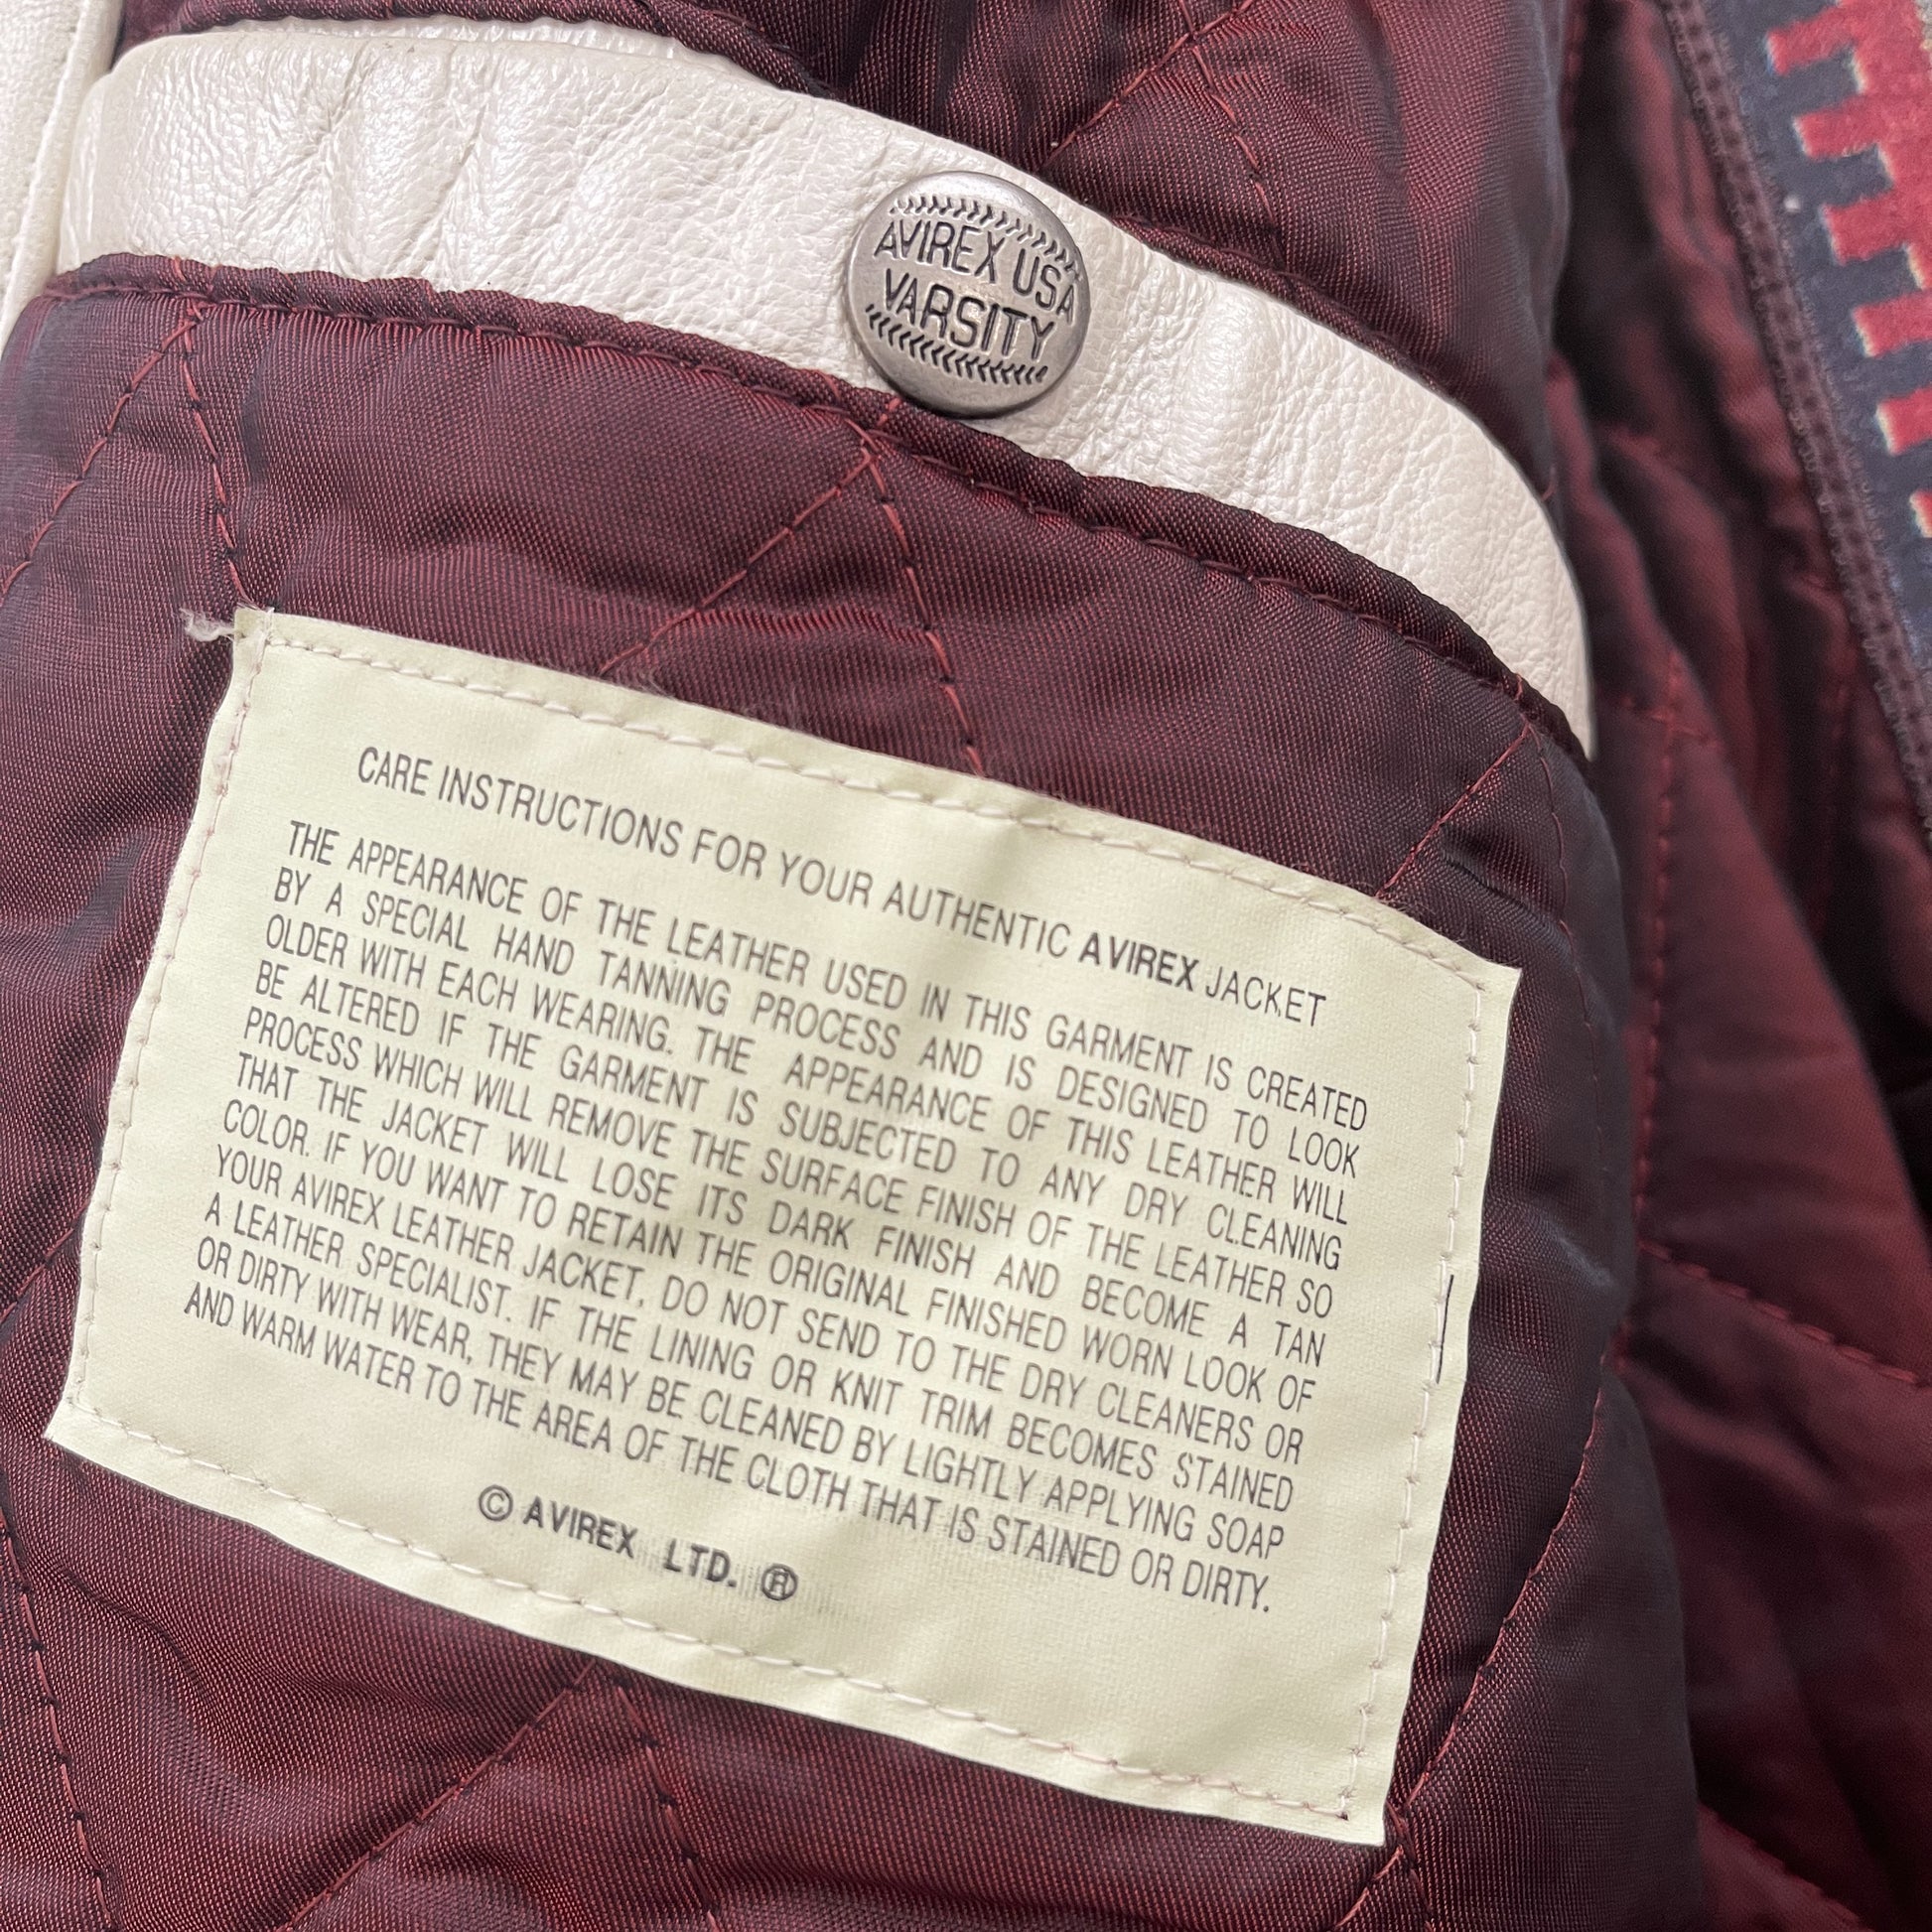 AVIREX USA
VARSITY
CARE INSTRUCTIONS FOR YOUR AUTHENTIC AVIREX JACKET
THE APPEARANCE OF THE LEATHER USED IN THIS GARMENT IS CREATED
BY A SPECIAL HAND TANNING PROCESS AND IS DESIGNED TO LOOK
OLDER WITH EACH WEARING. THE APPEARANCE OF THIS LEATHER WILL
BE ALTERED IF THE GARMENT IS SUBJECTED TO ANY DRY CLEANING
PROCESS WHICH WILL REMOVE THE SURFACE FINISH OF THE LEATHER SO
THAT THE JACKET WILL LOSE ITS DARK FINISH AND BECOME A TAN
COLOR. IF YOU WANT TO RETAIN THE ORIGINAL FINISHED WORN LOOK OF
YOUR AVIREX LEATHER JACKET, DO NOT SEND TO THE DRY CLEANERS OR
A LEATHER SPECIALIST. IF THE LINING OR KNIT TRIM BECOMES STAINED
OR DIRTY WITH WEAR, THEY MAY BE CLEANED BY LIGHTLY APPLYING SOAP
AND WARM WATER TO THE AREA OF THE CLOTH THAT IS STAINED OR DIRTY.
© AVIREX LTD. ®